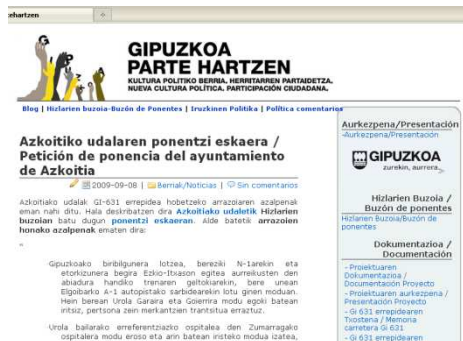 tehartzen
GIPUZKOA
PARTE HARTZEN
KULTURA POLITIKO BERRIA. HERRITARREN PARTAIDETZA.
NUEVA CULTURA POLÍTICA. PARTICIPACIÓN CIUDADANA.
Blog | Hizlarien buzoia-Buzón de Ponentes | Iruzkinen Politika | Política comentarios
Azkoitiko udalaren ponentzi eskaera /
Petición de ponencia del ayuntamiento
de Azkoitia
2009-09-08 | Berriak/Noticias | Sin comentarios
Azkoitiako udalak GI-631 errepidea hobetzeko arrazoiaren azalpenak
eman nahi ditu. Hala deskribatzen dira Azkoitiako udaletik Hizlarien
buzoian batu dugun ponentzi eskaeran. Alde batetik arrazoien
honako azalpenak ematen dira:
“
·Gipuzkoako biribilgunera lotzea, bereziki N-1arekin eta
etorkizunera begira Ezkio-Itxason egitea aurreikusten den
abiadura handiko trenaren geltokiarekin, bere unean
Elgoibarko A-1 autopistako sarbidearekin lotu ginen moduan.
Hein berean Urola Garaira eta Goierrira modu egoki batean
iritsiz, pertsona zein merkantzien trantsitua erraztuz.
·Urola bailarako erreferentziazko ospitalea den Zumarragako
ospitalera modu eroso eta arin batean iristeko modua izatea,
Aurkezpena/Presentación
-Aurkezpena/Presentación
GIPUZKOA
zurekin, aurrera.
Hizlarien Buzoia /
Buzón de ponentes
Hizlarien Buzoia/Buzón de
ponentes
Dokumentazioa /
Documentación
- Proiektuaren
Dokumentazioa /
Documentación Proyecto
- Proiektuaren aurkezpena /
Presentación Proyecto
- Gi 631 errepidearen
Txostena / Memoria
carretera Gi 631
- Gi 631 errepidearen